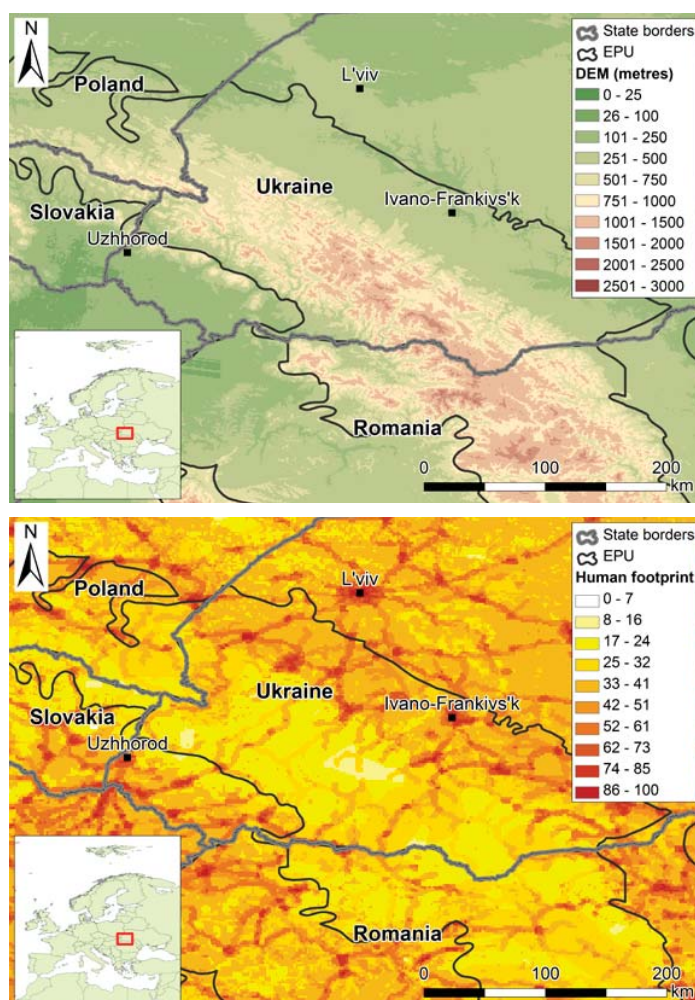 N
Poland
L'viv
Ukraine
Ivano-Frankivs'k
Slovakia
Uzhhorod
Romania
State borders
EPU
DEM (metres)
0 - 25
26 - 100
101 - 250
251 - 500
501 - 750
751 - 1000
1001 - 1500
1501 - 2000
2001 - 2500
2501 - 3000
0 100 200
km
N
Poland
L'viv
Ukraine
Ivano-Frankivs'k
Slovakia
Uzhhorod
Romania
State borders
EPU
Human footprint
0 - 7
8 - 16
17 - 24
25 - 32
33 - 41
42 - 51
52 - 61
62 - 73
74 - 85
86 - 100
0 100 200
km